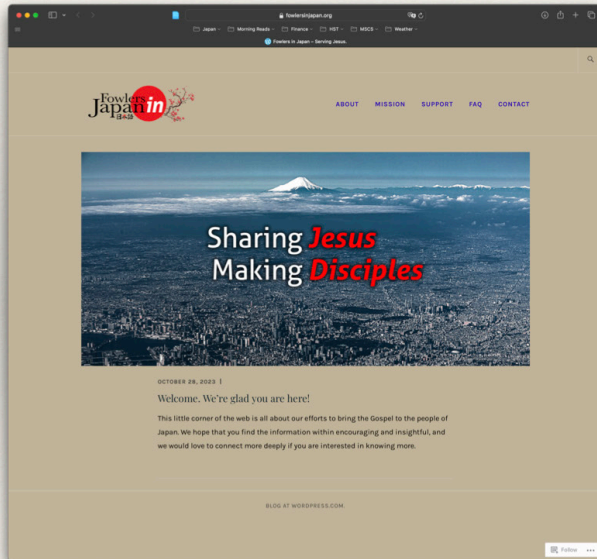 fowlersinjapan.org
Japan Morning Reads Finance HST MSCS Weather
Fowlers in Japan – Serving Jesus.
Fowlers
Japan in
ABOUT MISSION SUPPORT FAQ CONTACT
Sharing Jesus
Making Disciples
OCTOBER 28, 2023 |
Welcome. We're glad you are here!
This little corner of the web is all about our efforts to bring the Gospel to the people of
Japan. We hope that you find the information within encouraging and insightful, and
we would love to connect more deeply if you are interested in knowing more.
BLOG AT WORDPRESS.COM.
Follow